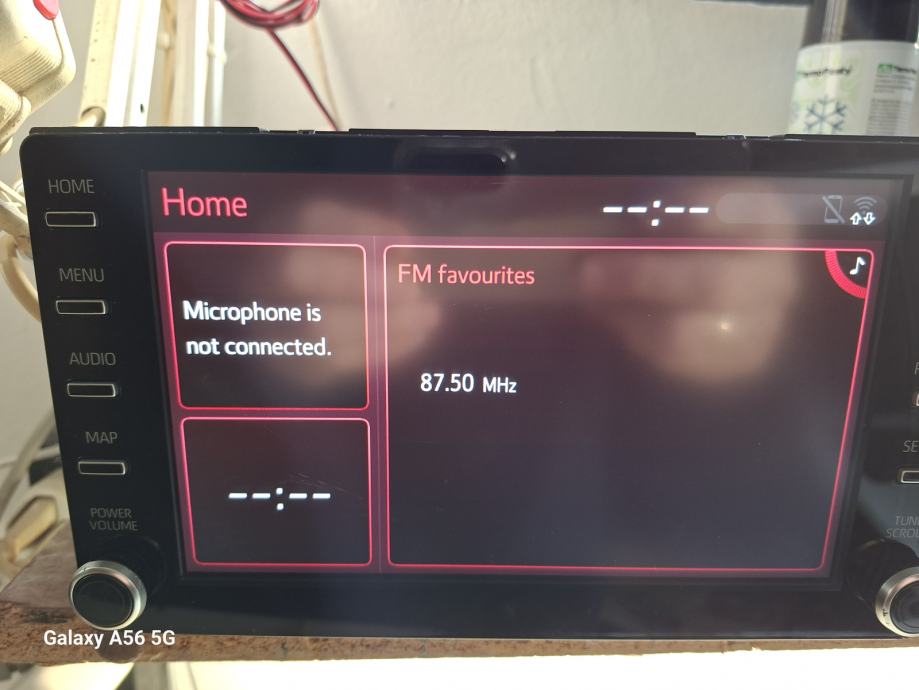 HOME
Home
--:--
MENU
FM favourites
Microphone is
not connected.
AUDIO
87.50 MHz
MAP
--:--
POWER
VOLUME
Galaxy A56 5G